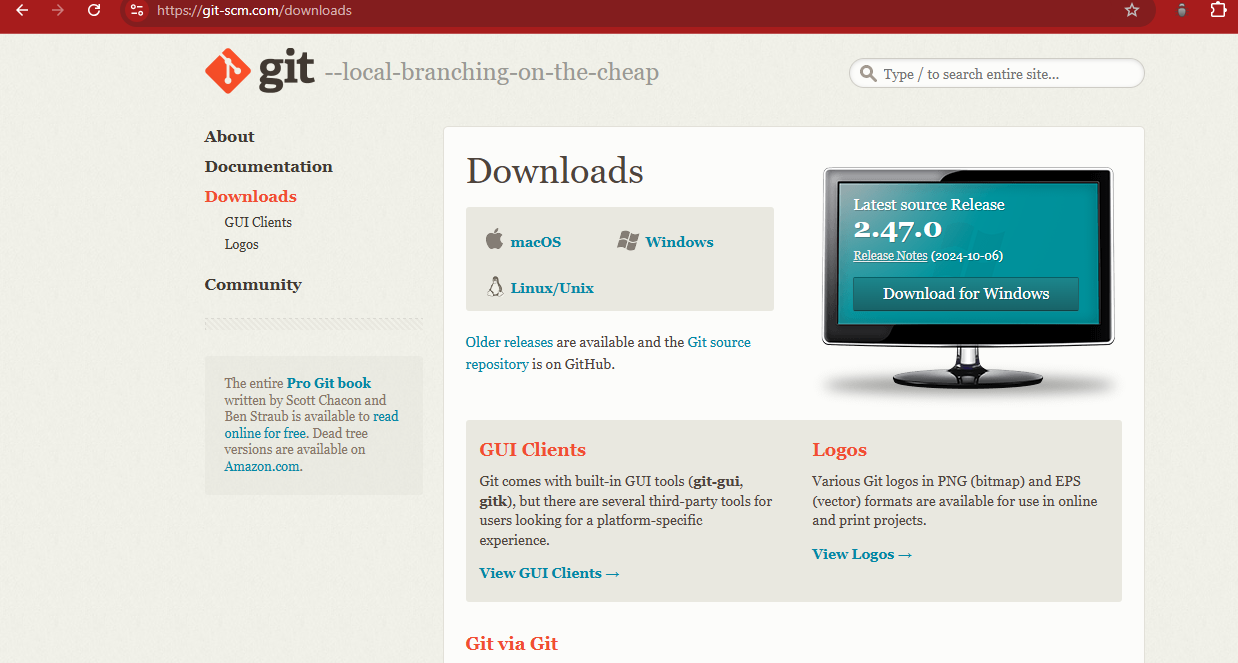 https://git-scm.com/downloads
git --local-branching-on-the-cheap
Type / to search entire site...
About
Documentation
Downloads
GUI Clients
Logos
Community
The entire Pro Git book
written by Scott Chacon and
Ben Straub is available to read
online for free. Dead tree
versions are available on
Amazon.com.
Downloads
macOS
Windows
Linux/Unix
Older releases are available and the Git source
repository is on GitHub.
Latest source Release
2.47.0
Release Notes (2024-10-06)
Download for Windows
GUI Clients
Git comes with built-in GUI tools (git-gui,
gitk), but there are several third-party tools for
users looking for a platform-specific
experience.
View GUI Clients →
Logos
Various Git logos in PNG (bitmap) and EPS
(vector) formats are available for use in online
and print projects.
View Logos →
Git via Git